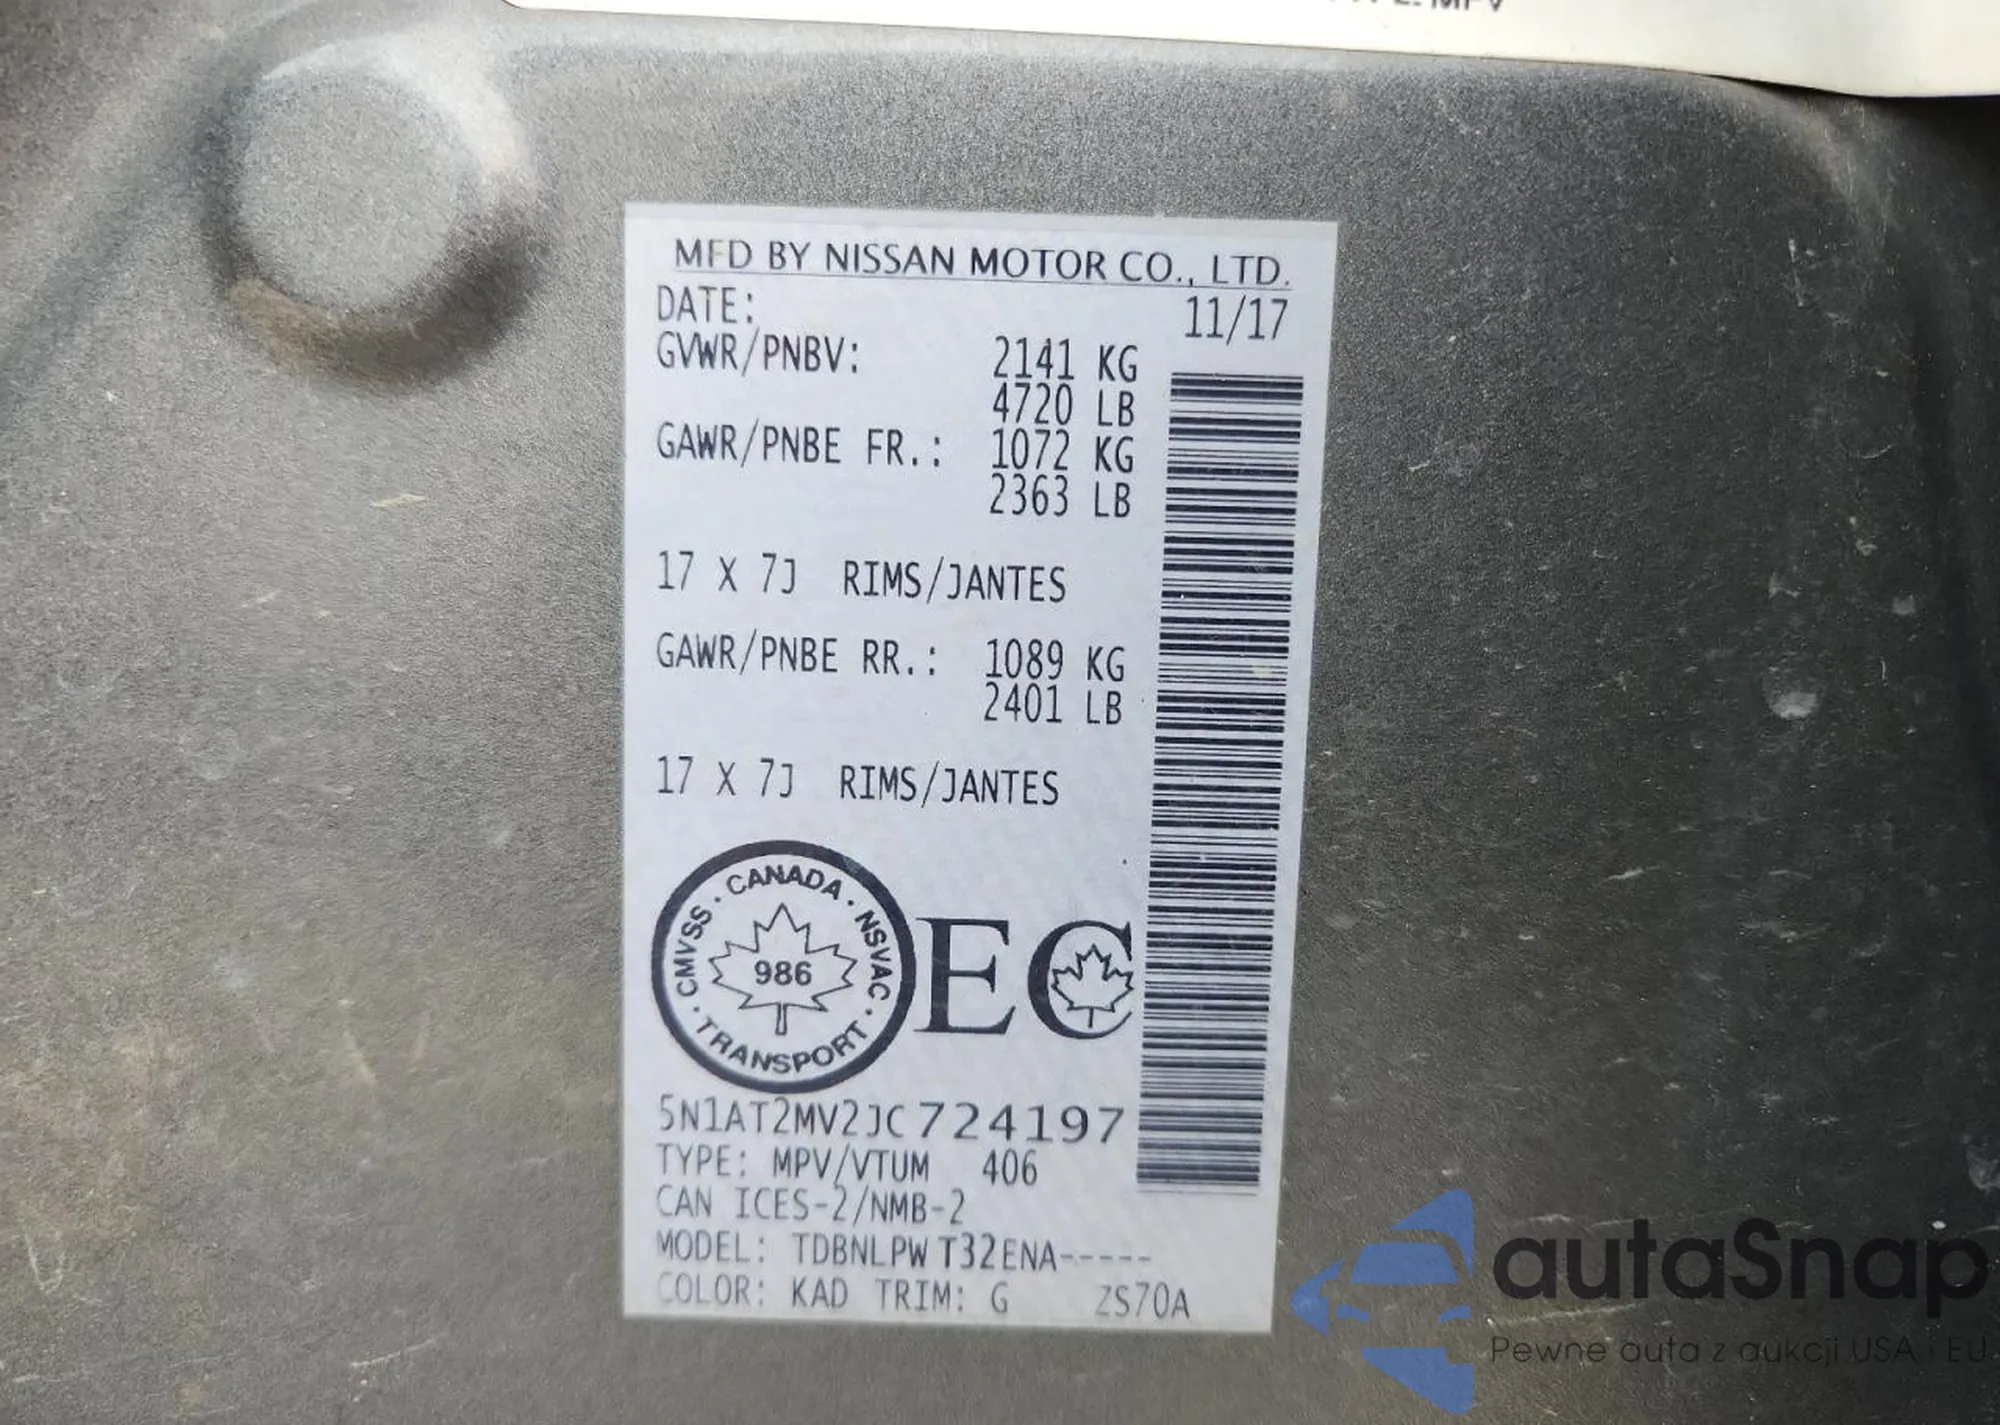 MFD BY NISSAN MOTOR CO., LTD.
DATE: 11/17
GVWR/PNBV: 2141 KG
4720 LB
GAWR/PNBE FR.: 1072 KG
2363 LB
17 X 7J RIMS/JANTES
GAWR/PNBE RR.: 1089 KG
2401 LB
17 X 7J RIMS/JANTES
CMVSS · CANADA · NSVAC · TRANSPORT ·
986
EC
5N1AT2MV2JC724197
TYPE: MPV/VTUM 406
CAN ICES-2/NMB-2
MODEL: TDBNLPW T32ENA-----
COLOR: KAD TRIM: G ZS70A
autaSnap
Pewne auta z aukcji USA i EU